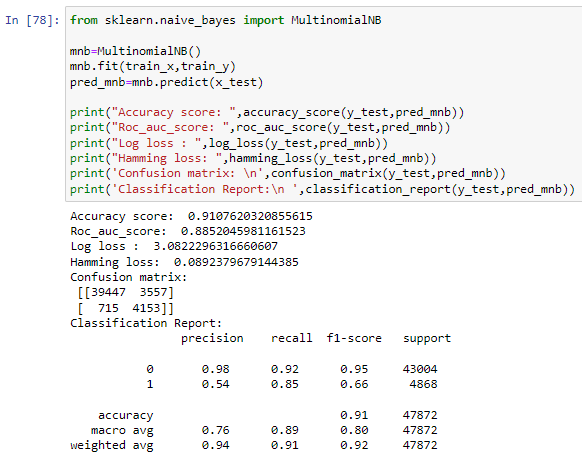 In [78]: from sklearn.naive_bayes import MultinomialNB
mnb=MultinomialNB()
mnb.fit(train_x,train_y)
pred_mnb=mnb.predict(x_test)
print("Accuracy score: ",accuracy_score(y_test,pred_mnb))
print("Roc_auc_score: ",roc_auc_score(y_test,pred_mnb))
print("Log loss : ",log_loss(y_test,pred_mnb))
print("Hamming loss: ",hamming_loss(y_test,pred_mnb))
print('Confusion matrix: \n',confusion_matrix(y_test,pred_mnb))
print('Classification Report:\n ',classification_report(y_test,pred_mnb))
Accuracy score:  0.9107620320855615
Roc_auc_score:  0.8852045981161523
Log loss :  3.0822296316660607
Hamming loss:  0.0892379679144385
Confusion matrix:
 [[39447  3557]
 [  715  4153]]
Classification Report:
               precision    recall  f1-score   support
           0       0.98      0.92      0.95     43004
           1       0.54      0.85      0.66      4868
    accuracy                           0.91     47872
   macro avg       0.76      0.89      0.80     47872
weighted avg       0.94      0.91      0.92     47872